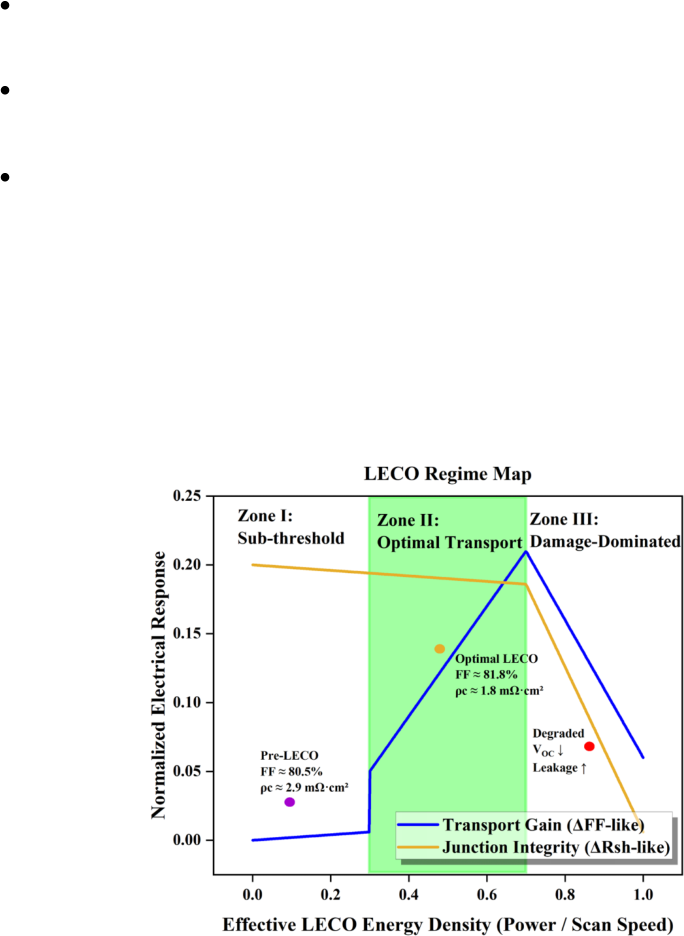 •
•
•
LECO Regime Map
Zone I:
Sub-threshold
Zone II:
Optimal Transport
Zone III:
Damage-Dominated
Optimal LECO
FF ≈ 81.8%
ρc ≈ 1.8 mΩ·cm²
Pre-LECO
FF ≈ 80.5%
ρc ≈ 2.9 mΩ·cm²
Degraded
VOC ↓
Leakage ↑
Transport Gain (ΔFF-like)
Junction Integrity (ΔRsh-like)
Normalized Electrical Response
0.25
0.20
0.15
0.10
0.05
0.00
0.0 0.2 0.4 0.6 0.8 1.0
Effective LECO Energy Density (Power / Scan Speed)